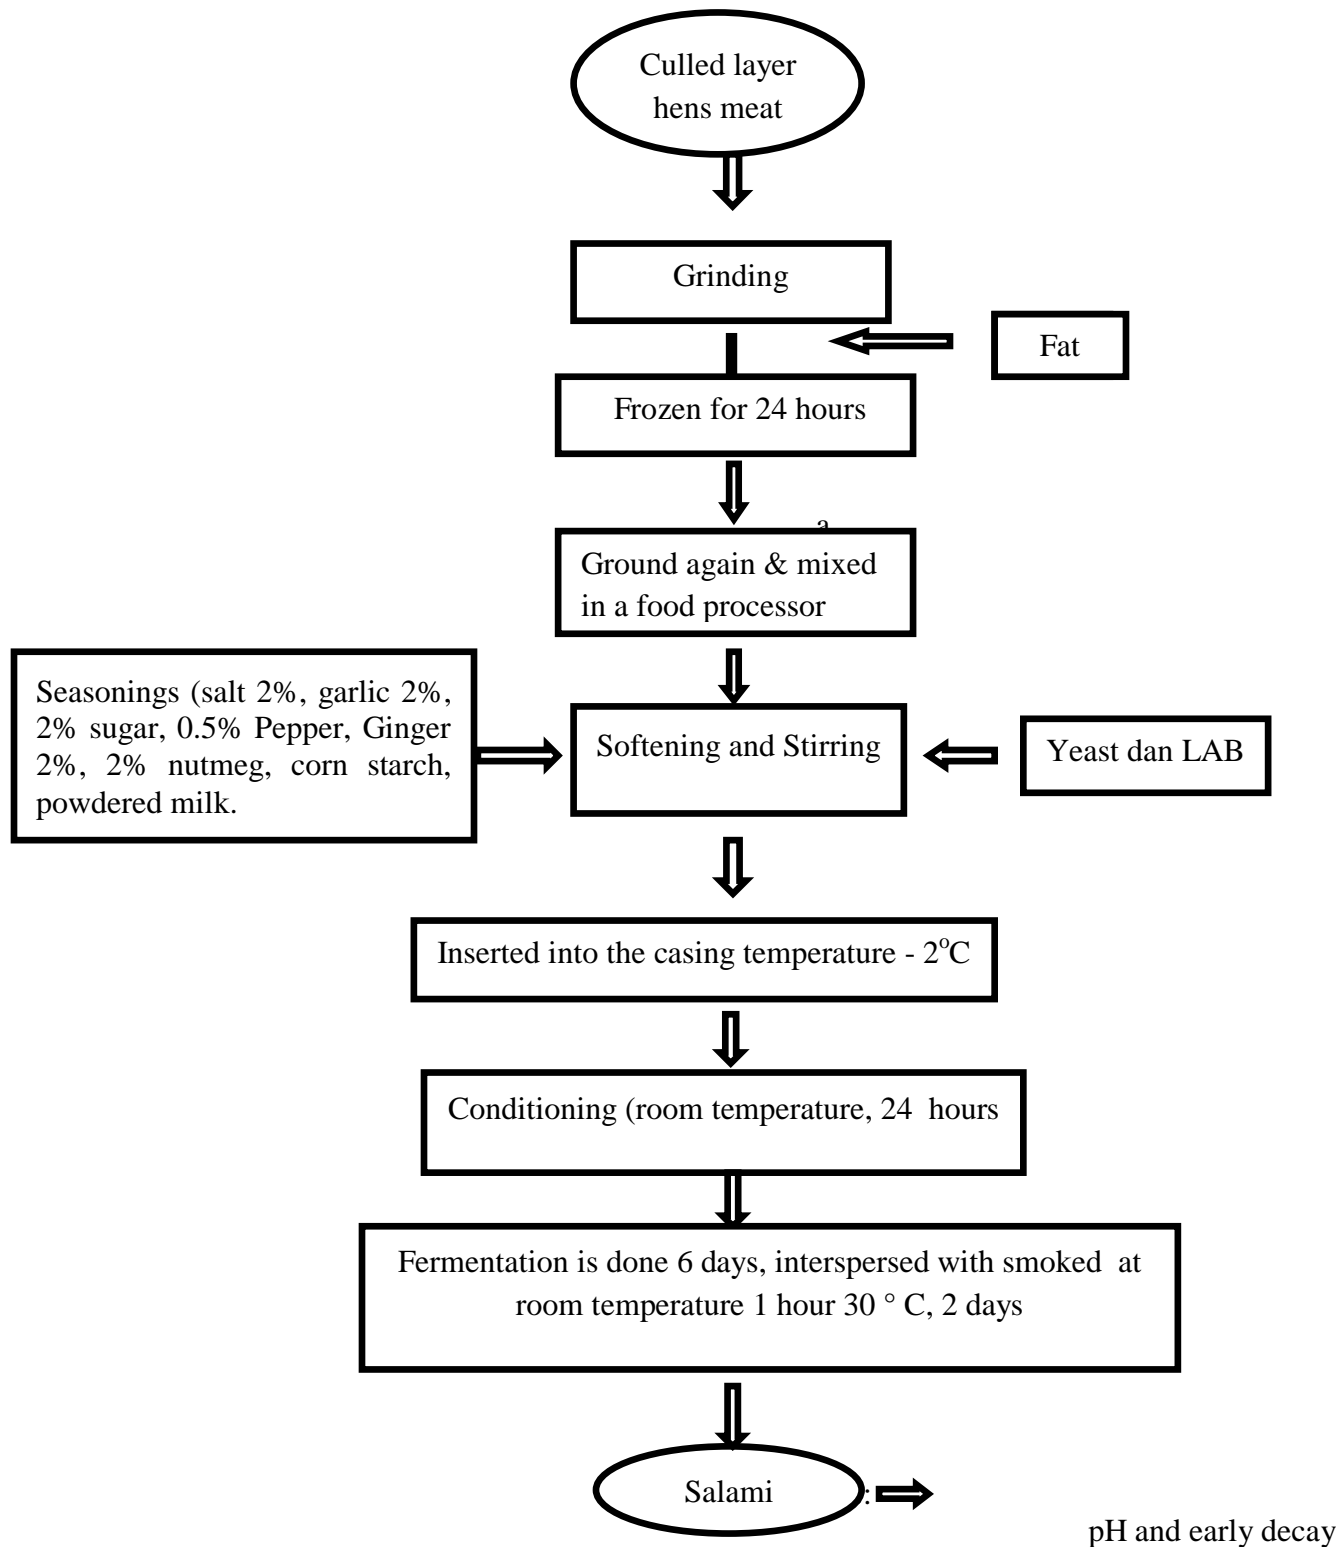 Culled layer
hens meat
Grinding
Fat
Frozen for 24 hours
a
Ground again & mixed
in a food processor
Seasonings (salt 2%, garlic 2%,
2% sugar, 0.5% Pepper, Ginger
2%, 2% nutmeg, corn starch,
powdered milk.
Softening and Stirring
Yeast dan LAB
Inserted into the casing temperature - 2°C
Conditioning (room temperature, 24 hours
Fermentation is done 6 days, interspersed with smoked at
room temperature 1 hour 30 ° C, 2 days
Salami
:
pH and early decay